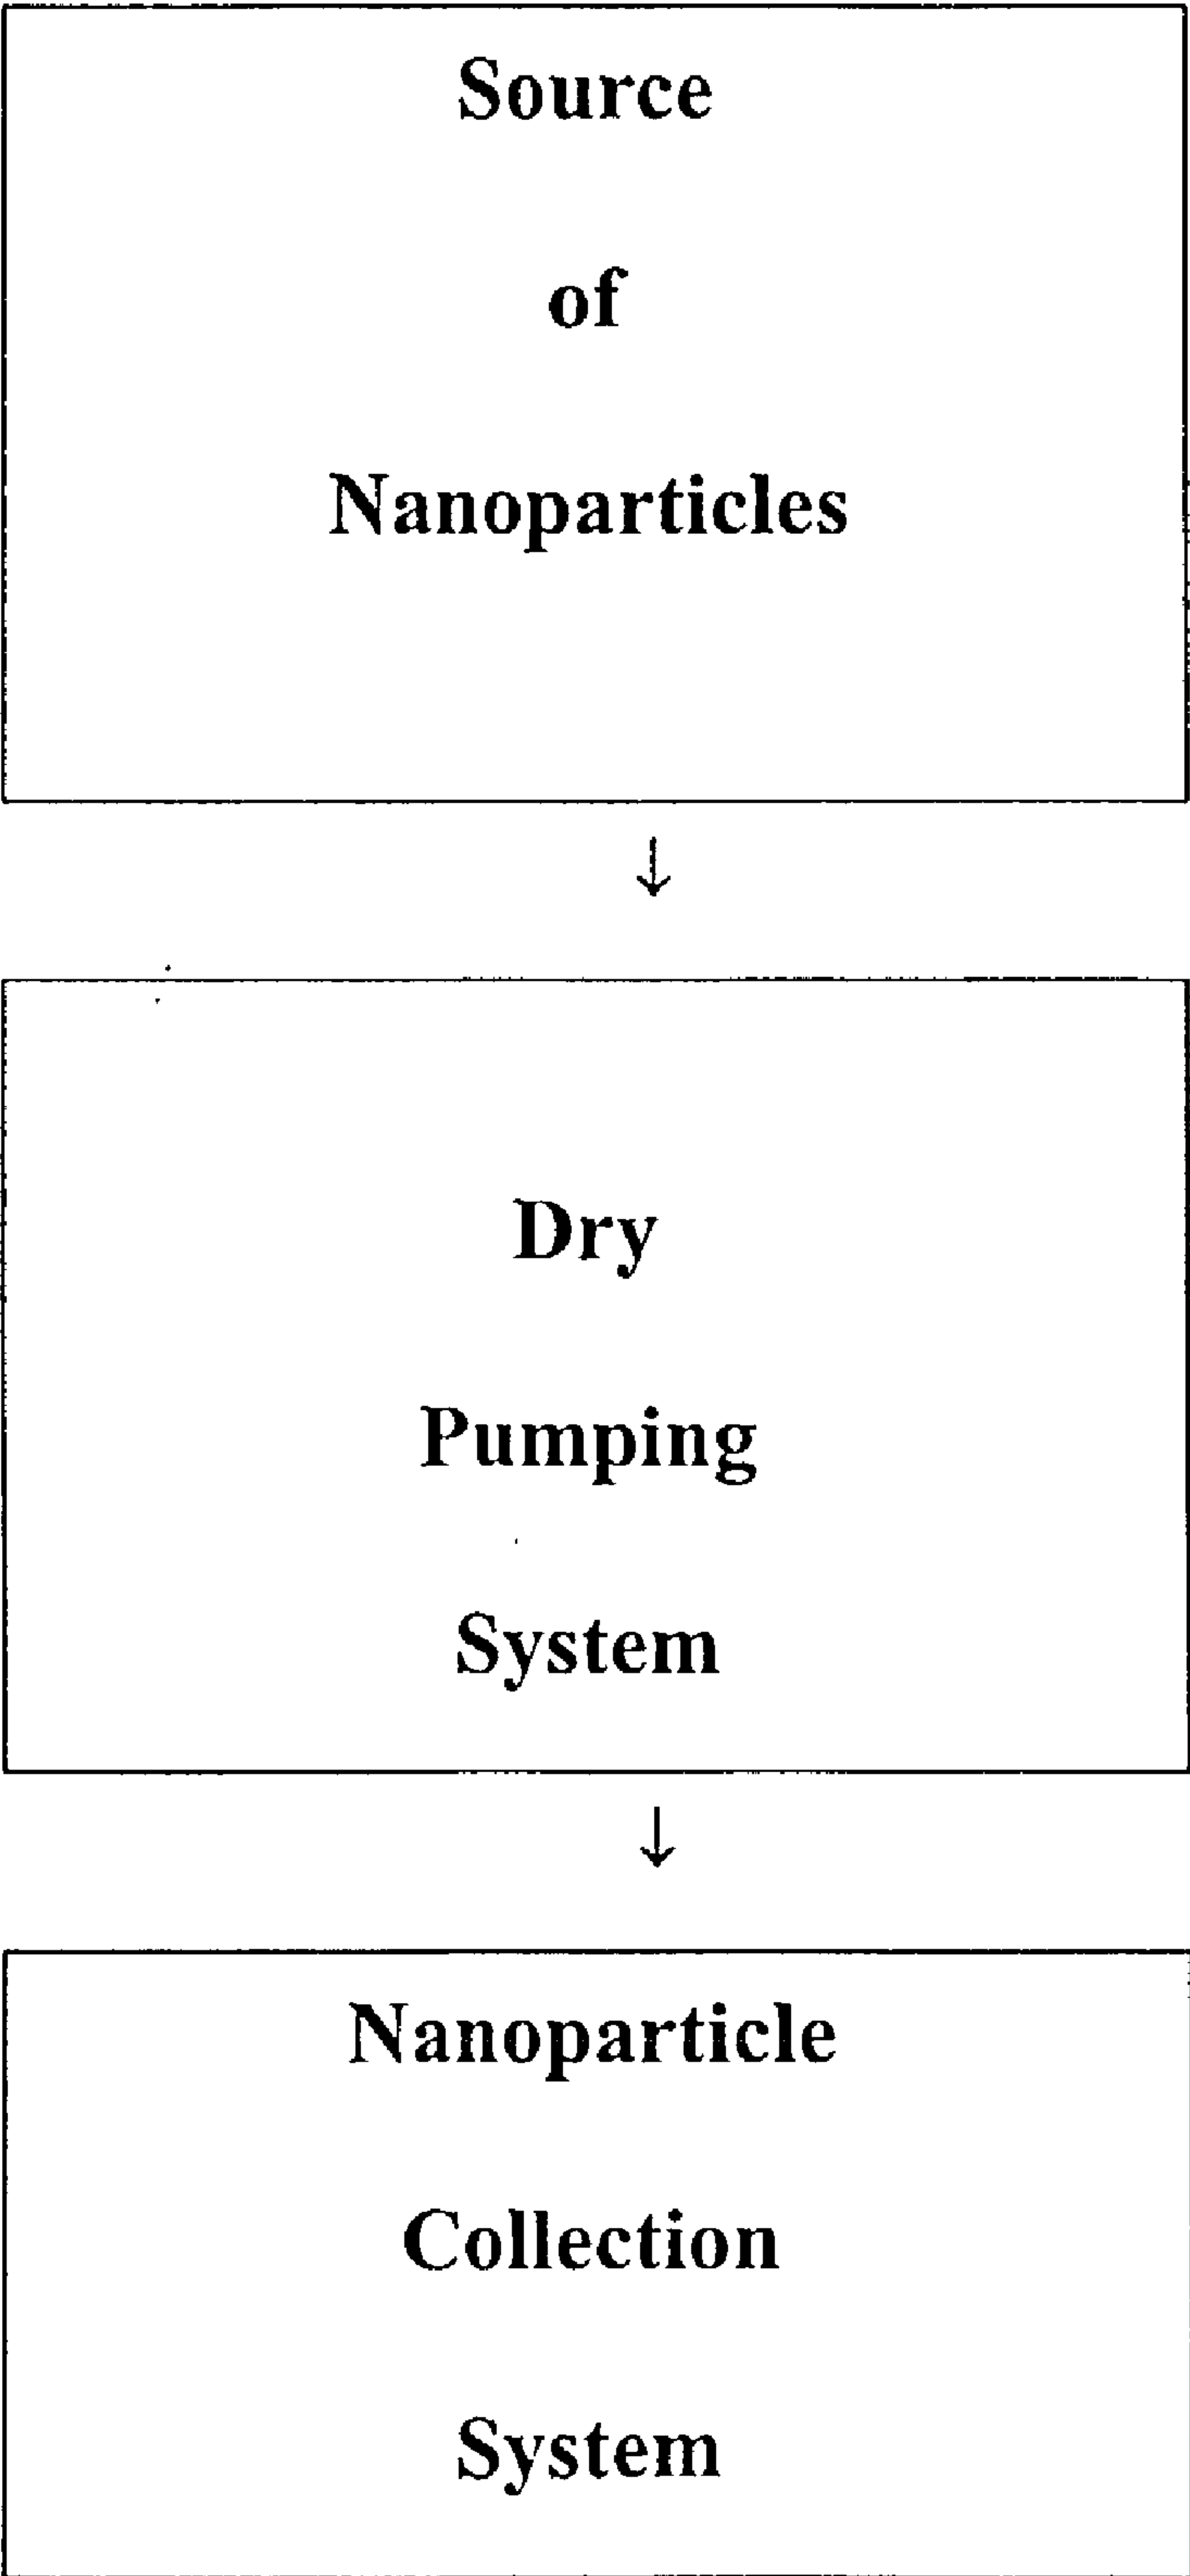 Source
of
Nanoparticles
↓
Dry
Pumping
System
↓
Nanoparticle
Collection
System